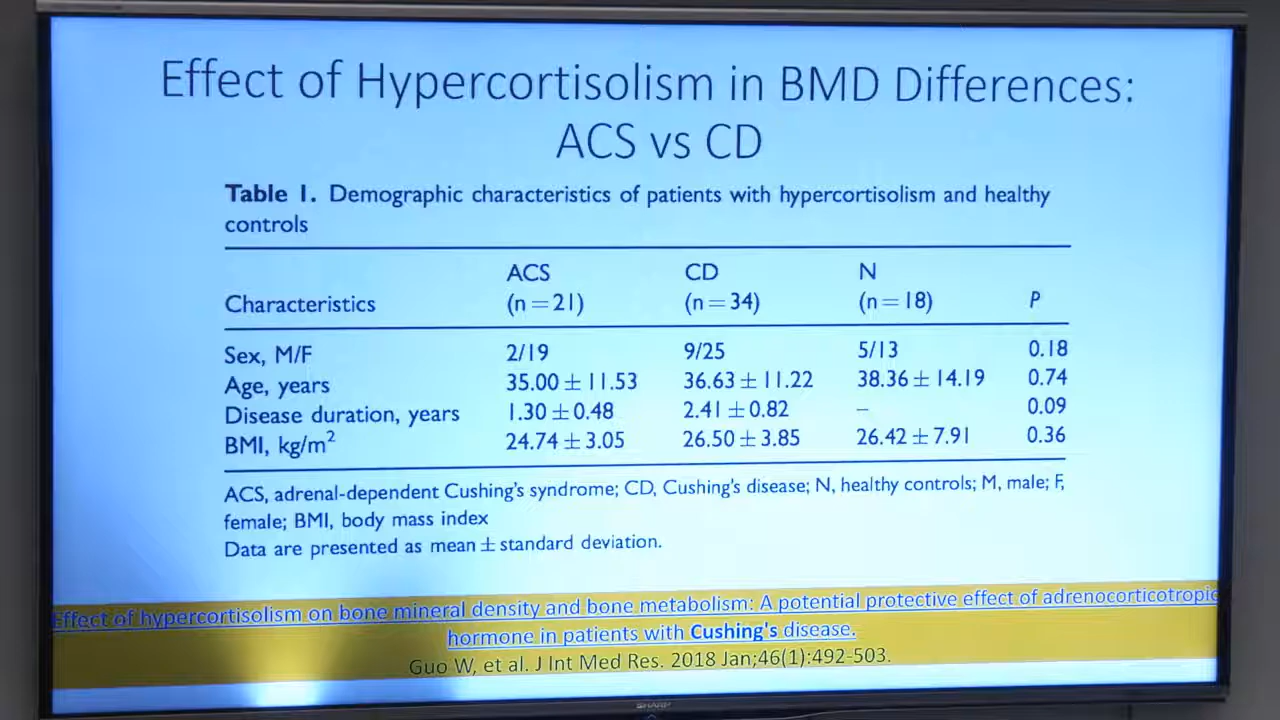 Effect of Hypercortisolism in BMD Differences:
ACS vs CD
Table 1. Demographic characteristics of patients with hypercortisolism and healthy
controls
ACS CD N
Characteristics (n=21) (n=34) (n=18) P
Sex, M/F 2/19 9/25 5/13 0.18
Age, years 35.00 ± 11.53 36.63 ± 11.22 38.36 ± 14.19 0.74
Disease duration, years 1.30 ± 0.48 2.41 ± 0.82 – 0.09
BMI, kg/m² 24.74 ± 3.05 26.50 ± 3.85 26.42 ± 7.91 0.36
ACS, adrenal-dependent Cushing's syndrome; CD, Cushing's disease; N, healthy controls; M, male; F,
female; BMI, body mass index
Data are presented as mean ± standard deviation.
Effect of hypercortisolism on bone mineral density and bone metabolism: A potential protective effect of adrenocorticotropic
hormone in patients with Cushing's disease.
Guo W, et al. J Int Med Res. 2018 Jan;46(1):492-503.
SHARP